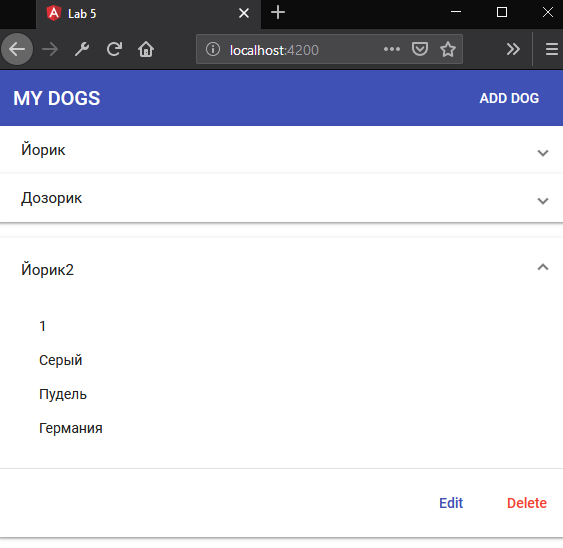 Lab 5
localhost:4200
MY DOGS
ADD DOG
Йорик
Дозорик
Йорик2
1
Серый
Пудель
Германия
Edit
Delete